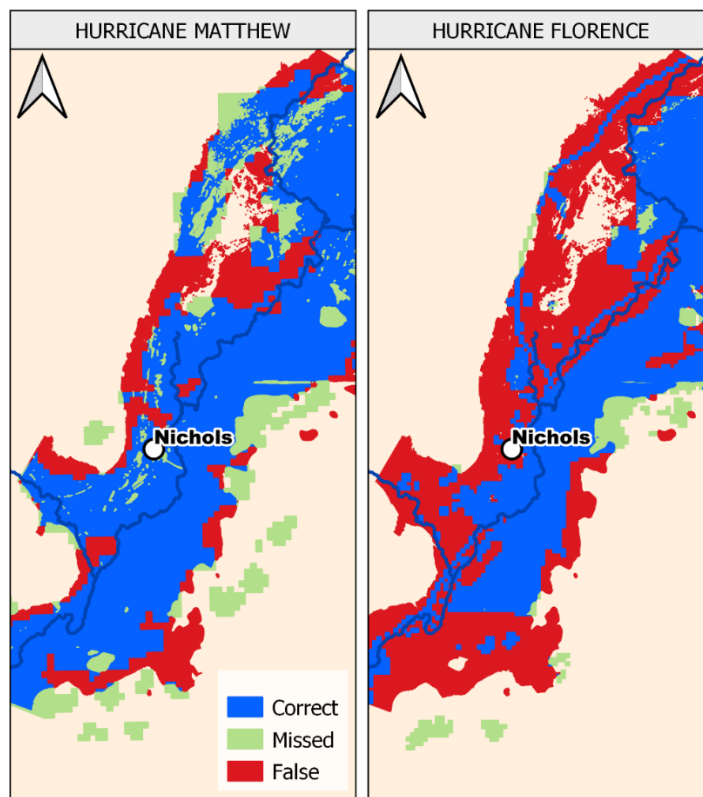 HURRICANE MATTHEW
HURRICANE FLORENCE
Nichols
Nichols
Correct
Missed
False